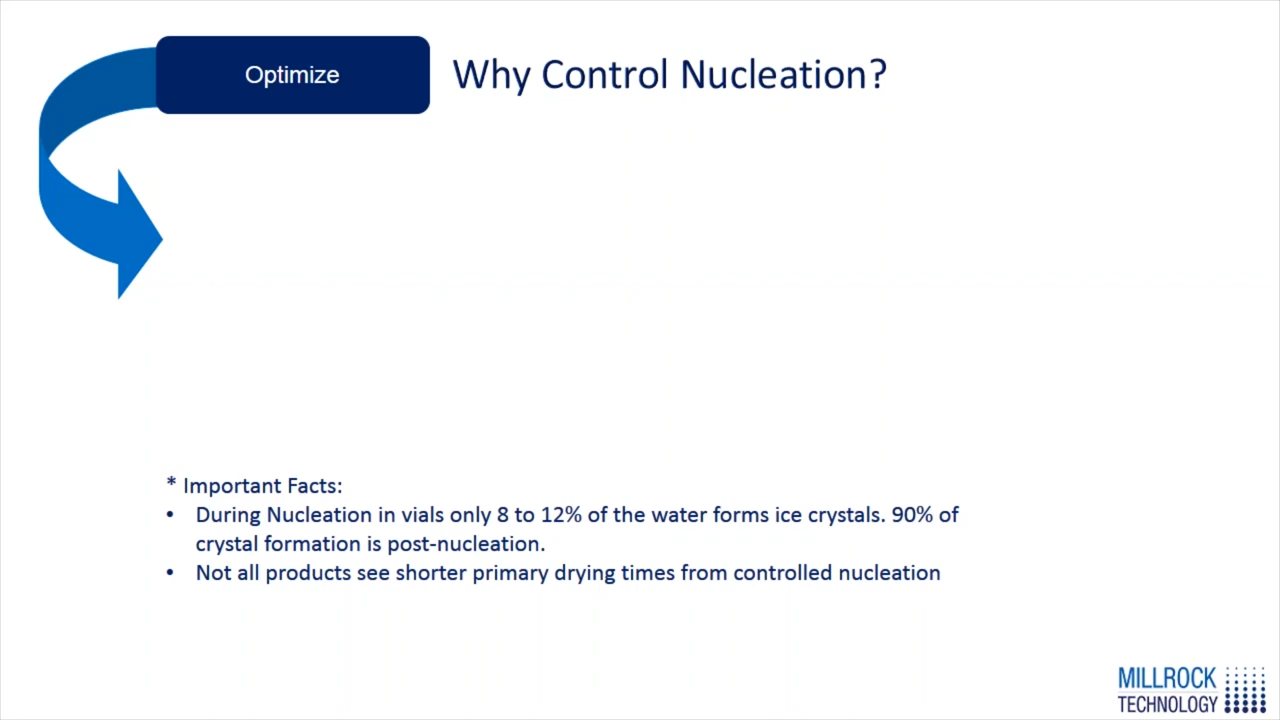 Optimize
Why Control Nucleation?
* Important Facts:
• During Nucleation in vials only 8 to 12% of the water forms ice crystals. 90% of
crystal formation is post-nucleation.
• Not all products see shorter primary drying times from controlled nucleation
MILLROCK
TECHNOLOGY